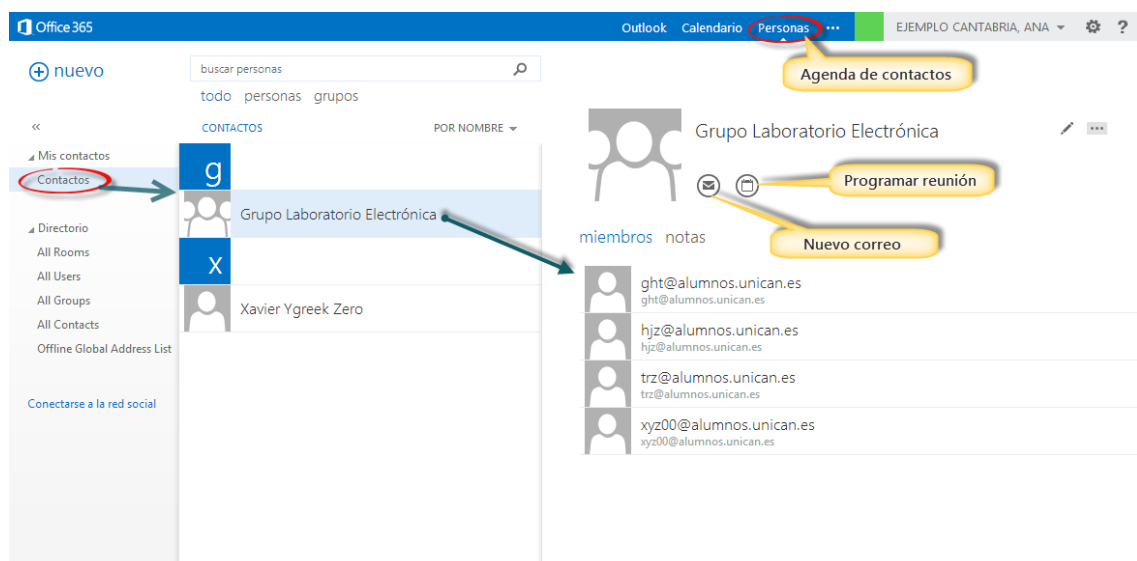 Office 365
Outlook Calendario Personas ··· EJEMPLO CANTABRIA, ANA ?
Agenda de contactos
nuevo
buscar personas
todo personas grupos
«
CONTACTOS POR NOMBRE
Mis contactos
Contactos
Directorio
All Rooms
All Users
All Groups
All Contacts
Offline Global Address List
Conectarse a la red social
g
Grupo Laboratorio Electrónica
X
Xavier Ygreek Zero
Grupo Laboratorio Electrónica
···
Programar reunión
Nuevo correo
miembros notas
ght@alumnos.unican.es
ght@alumnos.unican.es
hjz@alumnos.unican.es
hjz@alumnos.unican.es
trz@alumnos.unican.es
trz@alumnos.unican.es
xyz00@alumnos.unican.es
xyz00@alumnos.unican.es